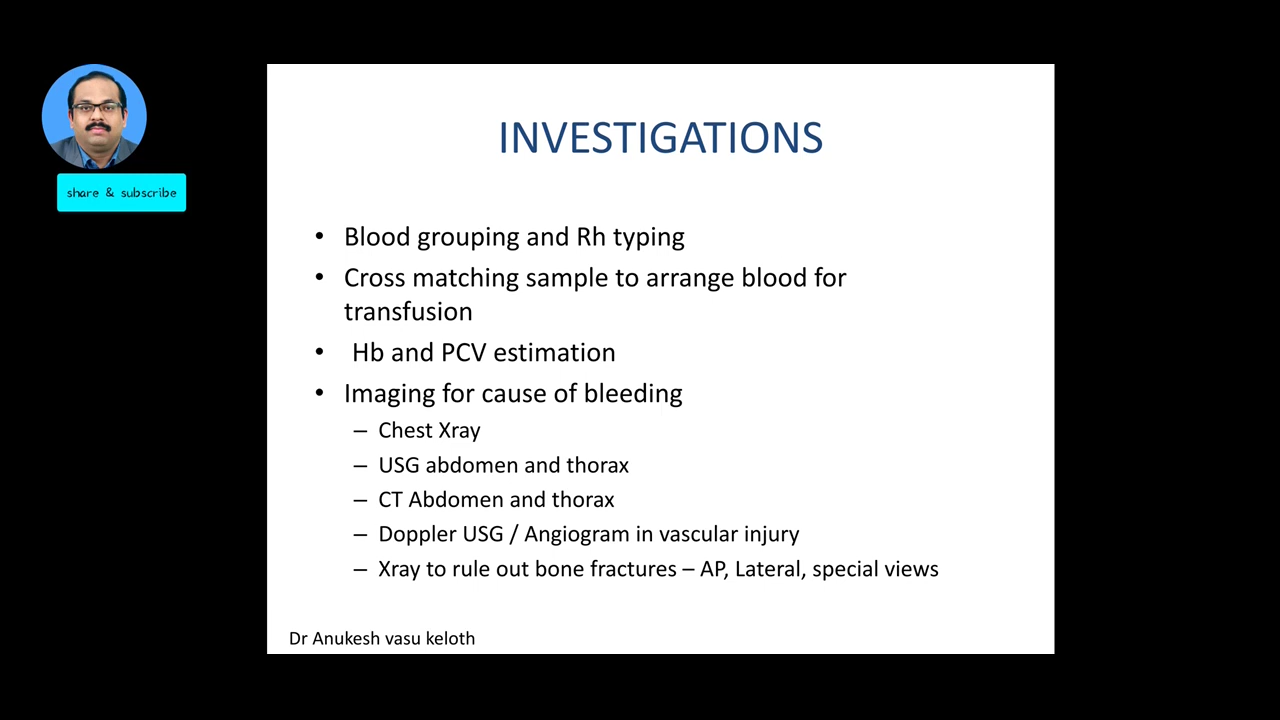 share & subscribe
INVESTIGATIONS
• Blood grouping and Rh typing
• Cross matching sample to arrange blood for
transfusion
• Hb and PCV estimation
• Imaging for cause of bleeding
– Chest Xray
– USG abdomen and thorax
– CT Abdomen and thorax
– Doppler USG / Angiogram in vascular injury
– Xray to rule out bone fractures – AP, Lateral, special views
Dr Anukesh vasu keloth